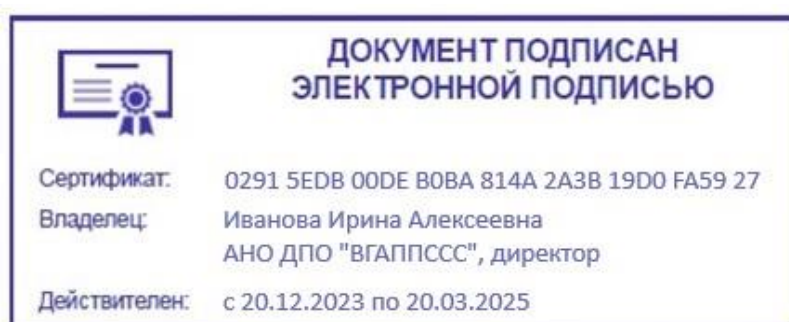 ДОКУМЕНТ ПОДПИСАН
ЭЛЕКТРОННОЙ ПОДПИСЬЮ
Сертификат: 0291 5EDB 00DE B0BA 814A 2A3B 19D0 FA59 27
Владелец: Иванова Ирина Алексеевна
АНО ДПО "ВГАППССС", директор
Действителен: с 20.12.2023 по 20.03.2025